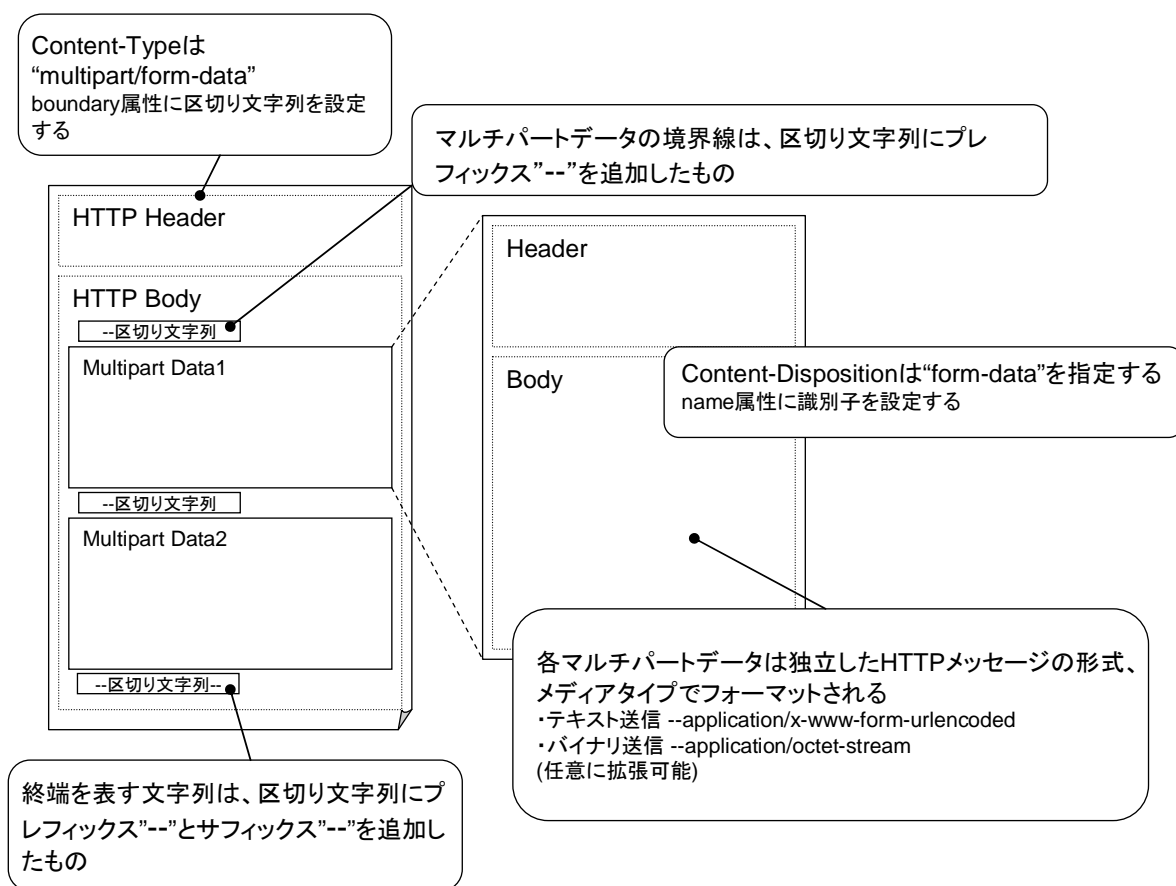 Content-Typeは
“multipart/form-data”
boundary属性に区切り文字列を設定
する
マルチパートデータの境界線は、区切り文字列にプレ
フィックス”--”を追加したもの
HTTP Header
HTTP Body
--区切り文字列
Multipart Data1
--区切り文字列
Multipart Data2
--区切り文字列--
Header
Body
Content-Dispositionは“form-data”を指定する
name属性に識別子を設定する
各マルチパートデータは独立したHTTPメッセージの形式、
メディアタイプでフォーマットされる
・テキスト送信 --application/x-www-form-urlencoded
・バイナリ送信 --application/octet-stream
(任意に拡張可能)
終端を表す文字列は、区切り文字列にプ
レフィックス”--”とサフィックス”--”を追加し
たもの